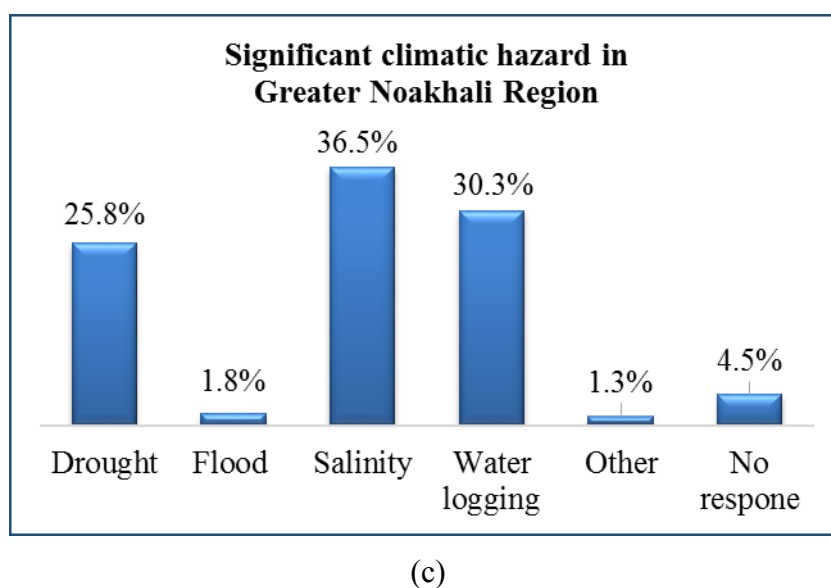 Significant climatic hazard in
Greater Noakhali Region
25.8%
1.8%
36.5%
30.3%
1.3%
4.5%
Drought
Flood
Salinity
Water
logging
Other
No
respone
(c)